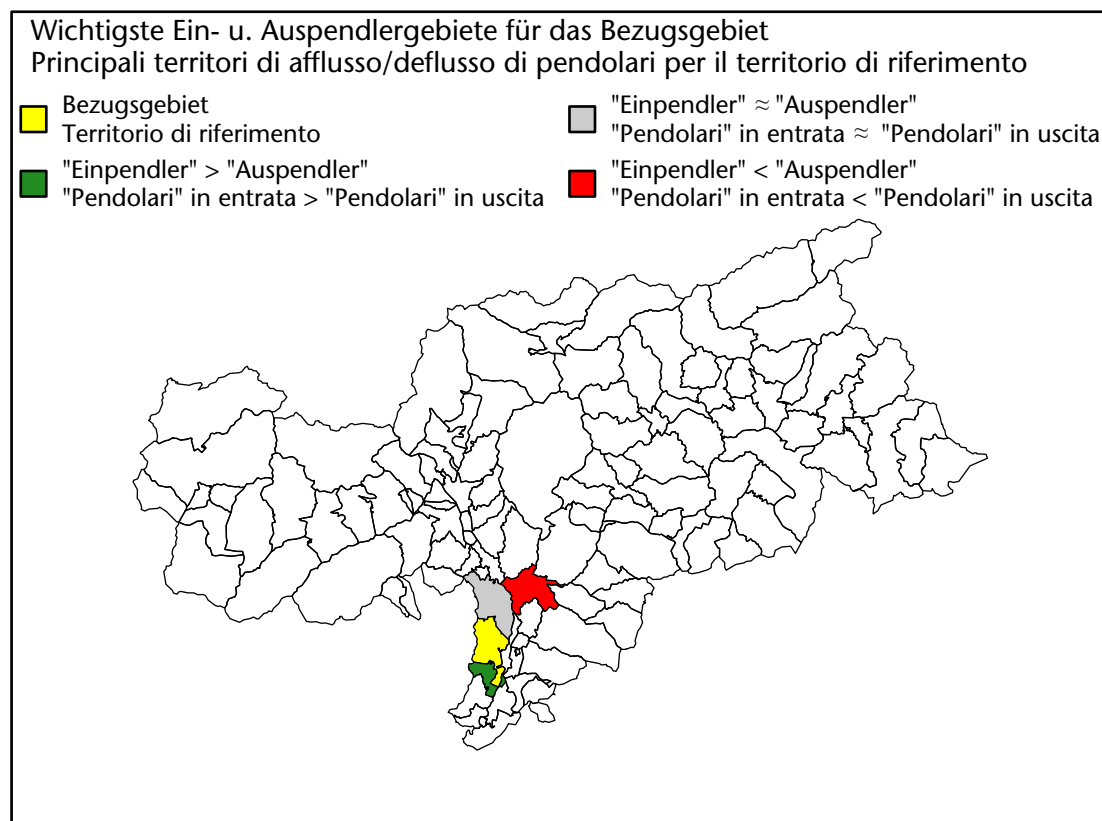 Wichtigste Ein- u. Auspendlergebiete für das Bezugsgebiet
Principali territori di afflusso/deflusso di pendolari per il territorio di riferimento
Bezugsgebiet
Territorio di riferimento
"Einpendler" > "Auspendler"
"Pendolari" in entrata > "Pendolari" in uscita
"Einpendler" ≈ "Auspendler"
"Pendolari" in entrata ≈ "Pendolari" in uscita
"Einpendler" < "Auspendler"
"Pendolari" in entrata < "Pendolari" in uscita